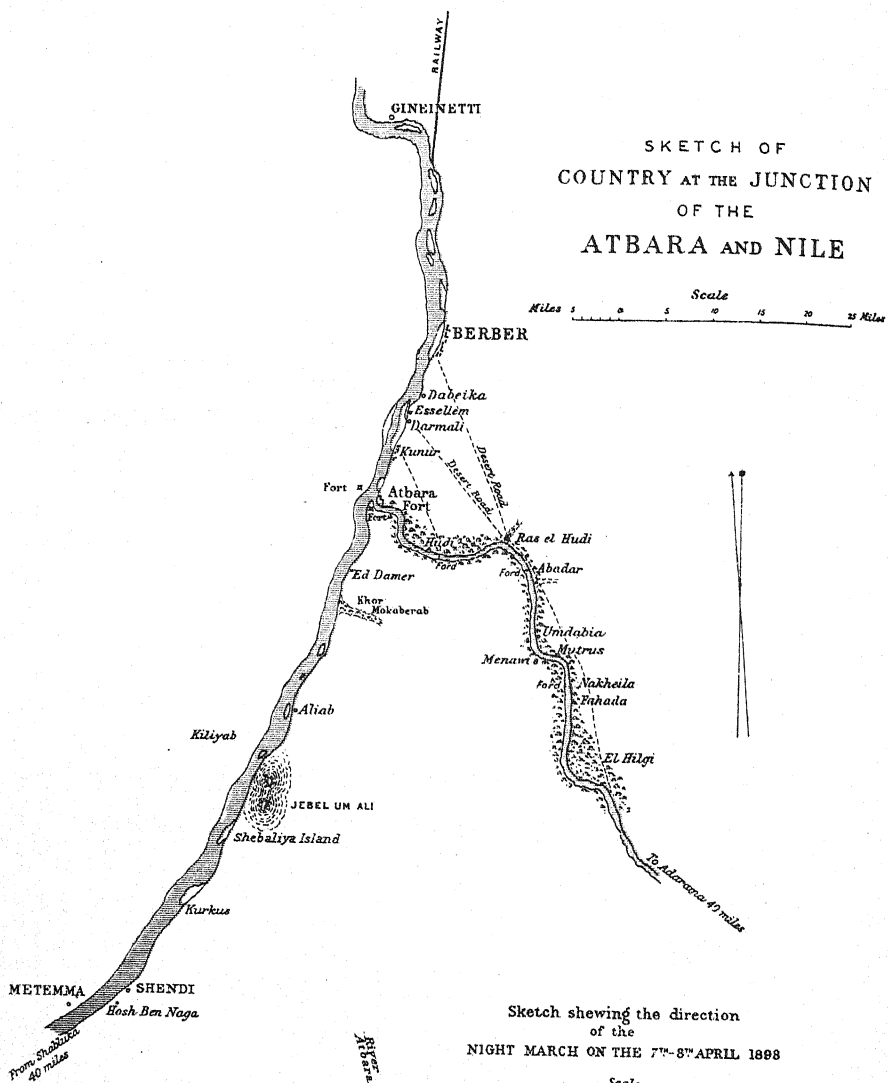 RAILWAY
GINEINETTI
SKETCH OF
COUNTRY AT THE JUNCTION
OF THE
ATBARA AND NILE
Scale
Miles 5 0 5 10 15 20 25 Miles
BERBER
Dabeika
Essellem
Darmali
Kunur
Desert Road
Desert Road
Fort
Atbara
Fort
Fort
Hudi
Ford
Ras el Hudi
Ford
Abadar
Ed Damer
Khor
Mokaberab
Umdabia
Mutrus
Menawi
Ford
Nakheila
Fahada
Aliab
Kiliyab
El Hilgi
JEBEL UM ALI
Shebaliya Island
To Adarama 40 miles
Kurkus
METEMMA
SHENDI
Hosh Ben Naga
From Shabluka
40 miles
River
Atbara
Sketch shewing the direction
of the
NIGHT MARCH ON THE 7TH-8TH APRIL 1898
Scale